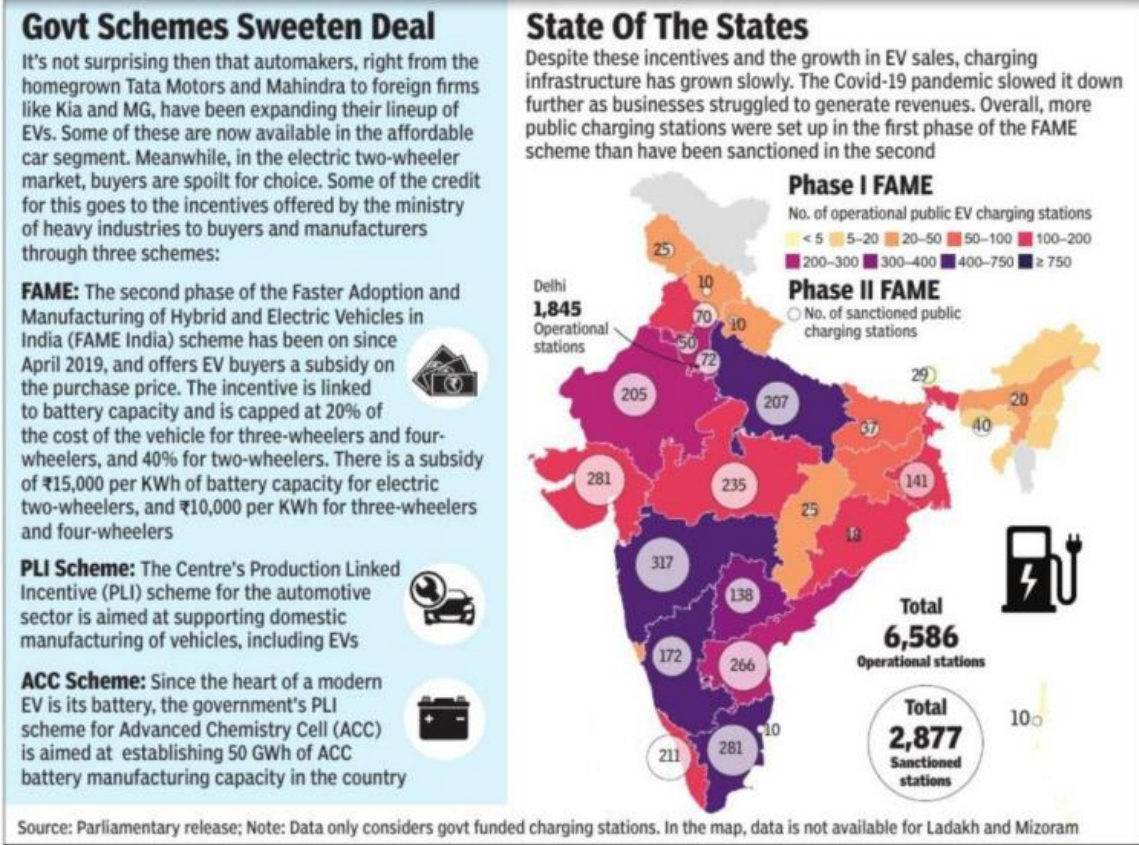 Govt Schemes Sweeten Deal
It's not surprising then that automakers, right from the
homegrown Tata Motors and Mahindra to foreign firms
like Kia and MG, have been expanding their lineup of
EVs. Some of these are now available in the affordable
car segment. Meanwhile, in the electric two-wheeler
market, buyers are spoilt for choice. Some of the credit
for this goes to the incentives offered by the ministry
of heavy industries to buyers and manufacturers
through three schemes:
FAME: The second phase of the Faster Adoption and
Manufacturing of Hybrid and Electric Vehicles in
India (FAME India) scheme has been on since
April 2019, and offers EV buyers a subsidy on
the purchase price. The incentive is linked
to battery capacity and is capped at 20% of
the cost of the vehicle for three-wheelers and four-
wheelers, and 40% for two-wheelers. There is a subsidy
of ₹15,000 per KWh of battery capacity for electric
two-wheelers, and ₹10,000 per KWh for three-wheelers
and four-wheelers
PLI Scheme: The Centre's Production Linked
Incentive (PLI) scheme for the automotive
sector is aimed at supporting domestic
manufacturing of vehicles, including EVs
ACC Scheme: Since the heart of a modern
EV is its battery, the government's PLI
scheme for Advanced Chemistry Cell (ACC)
is aimed at establishing 50 GWh of ACC
battery manufacturing capacity in the country
State Of The States
Despite these incentives and the growth in EV sales, charging
infrastructure has grown slowly. The Covid-19 pandemic slowed it down
further as businesses struggled to generate revenues. Overall, more
public charging stations were set up in the first phase of the FAME
scheme than have been sanctioned in the second
Phase I FAME
No. of operational public EV charging stations
< 5 5–20 20–50 50–100 100–200
200–300 300–400 400–750 ≥ 750
Phase II FAME
No. of sanctioned public
charging stations
Delhi
1,845
Operational
stations
25
10
70
10
50
72
29
205
207
20
37
40
281
235
141
25
18
317
138
172
266
10
211
281
10
₹
Total
6,586
Operational stations
Total
2,877
Sanctioned
stations
Source: Parliamentary release; Note: Data only considers govt funded charging stations. In the map, data is not available for Ladakh and Mizoram